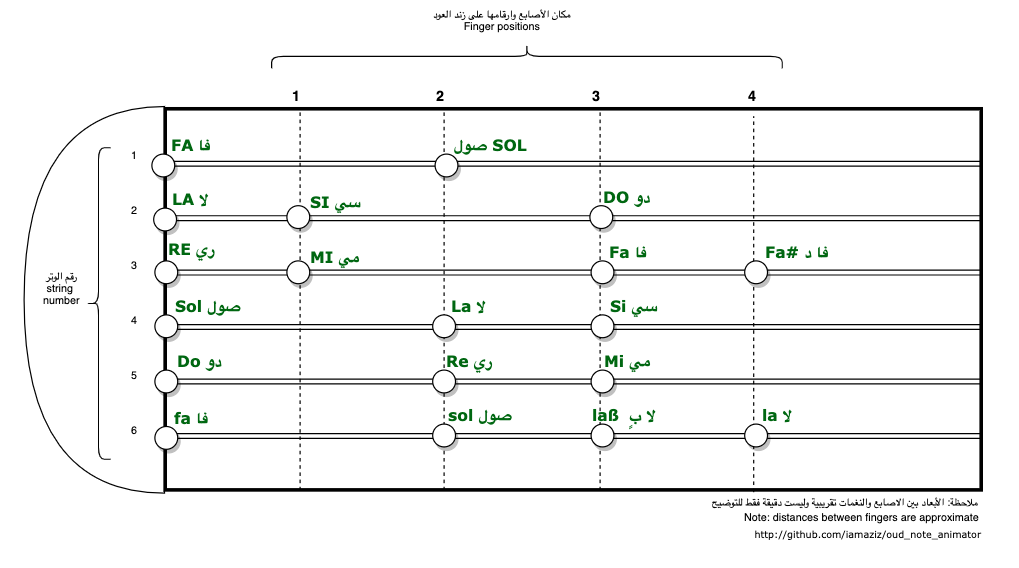 مكان الأصابع وارقامها على زند العود
Finger positions
1 2 3 4
1 FA فا SOL صول
2 LA لا SI سي DO دو
3 RE ري MI مي Fa فا Fa# فا د
رقم الوتر
string
number
4 Sol صول La لا Si سي
5 Do دو Re ري Mi مي
6 fa فا sol صول laß لا بٍ la لا
ملاحظة: الأبعاد بين الاصابع والنغمات تقريبية وليست دقيقة فقط للتوضيح
Note: distances between fingers are approximate
http://github.com/iamaziz/oud_note_animator